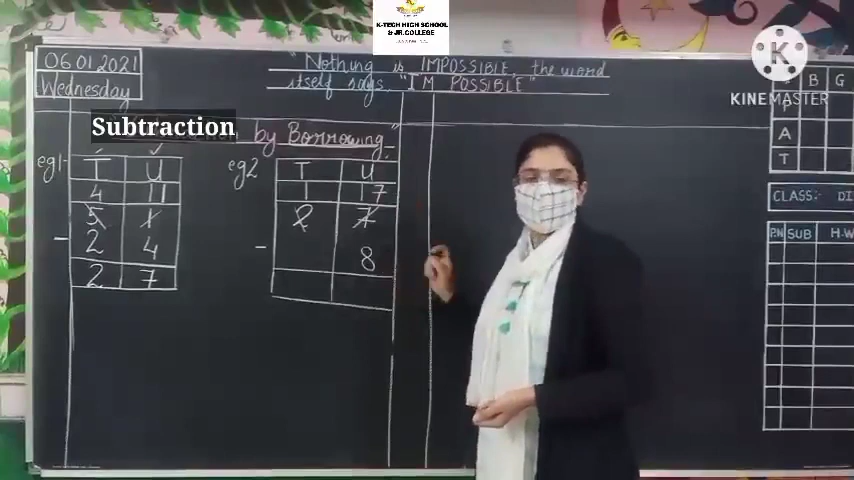 K-TECH HIGH SCHOOL
& JR.COLLEGE
K
KINEMASTER
06.01.2021
Wednesday
"Nothing is IMPOSSIBLE, the word
itself says, "I'M POSSIBLE"
Subtraction
by Borrowing"
eg1-
T U
4 11
5 1
- 2 4
2 7
eg2
T U
1 17
2 7
- 8
B G
P
A
T
CLASS:- DI
P.N SUB H.W